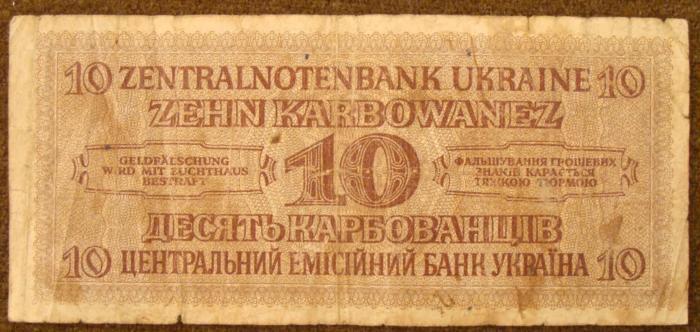 10 ZENTRALNOTENBANK UKRAINE 10
ZEHN KARBOWANEZ
GELDFÄLSCHUNG
WIRD MIT ZUCHTHAUS
BESTRAFT
10
ФАЛЬШУВАННЯ ГРОШЕВИХ
ЗНАКІВ КАРАЄТЬСЯ
ТЯЖКОЮ ТЮРМОЮ
ДЕСЯТЬ КАРБОВАНЦІВ
10 ЦЕНТРАЛЬНИЙ ЕМІСІЙНИЙ БАНК УКРАЇНА 10